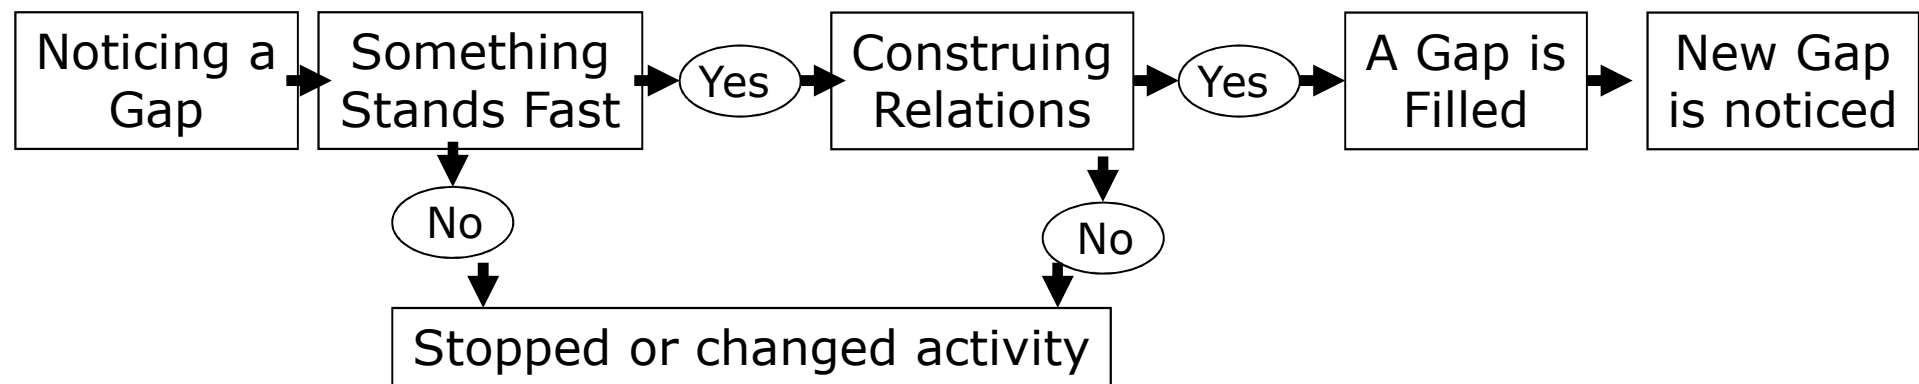 Noticing a
Gap
Something
Stands Fast
Yes
Construing
Relations
Yes
A Gap is
Filled
New Gap
is noticed
No
No
Stopped or changed activity